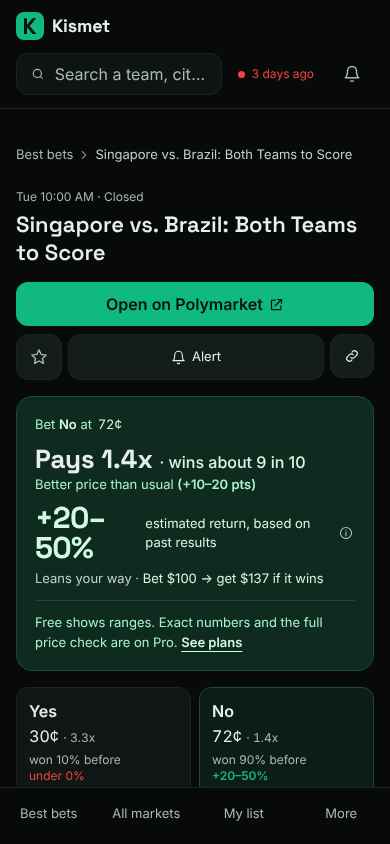 K Kismet
Search a team, cit...
3 days ago
Best bets > Singapore vs. Brazil: Both Teams to Score
Tue 10:00 AM · Closed
Singapore vs. Brazil: Both Teams
to Score
Open on Polymarket
Alert
Bet No at 72¢
Pays 1.4x · wins about 9 in 10
Better price than usual (+10–20 pts)
+20–
50%
estimated return, based on
past results
Leans your way · Bet $100 → get $137 if it wins
Free shows ranges. Exact numbers and the full
price check are on Pro. See plans
Yes
30¢ · 3.3x
won 10% before
under 0%
No
72¢ · 1.4x
won 90% before
+20–50%
Best bets
All markets
My list
More